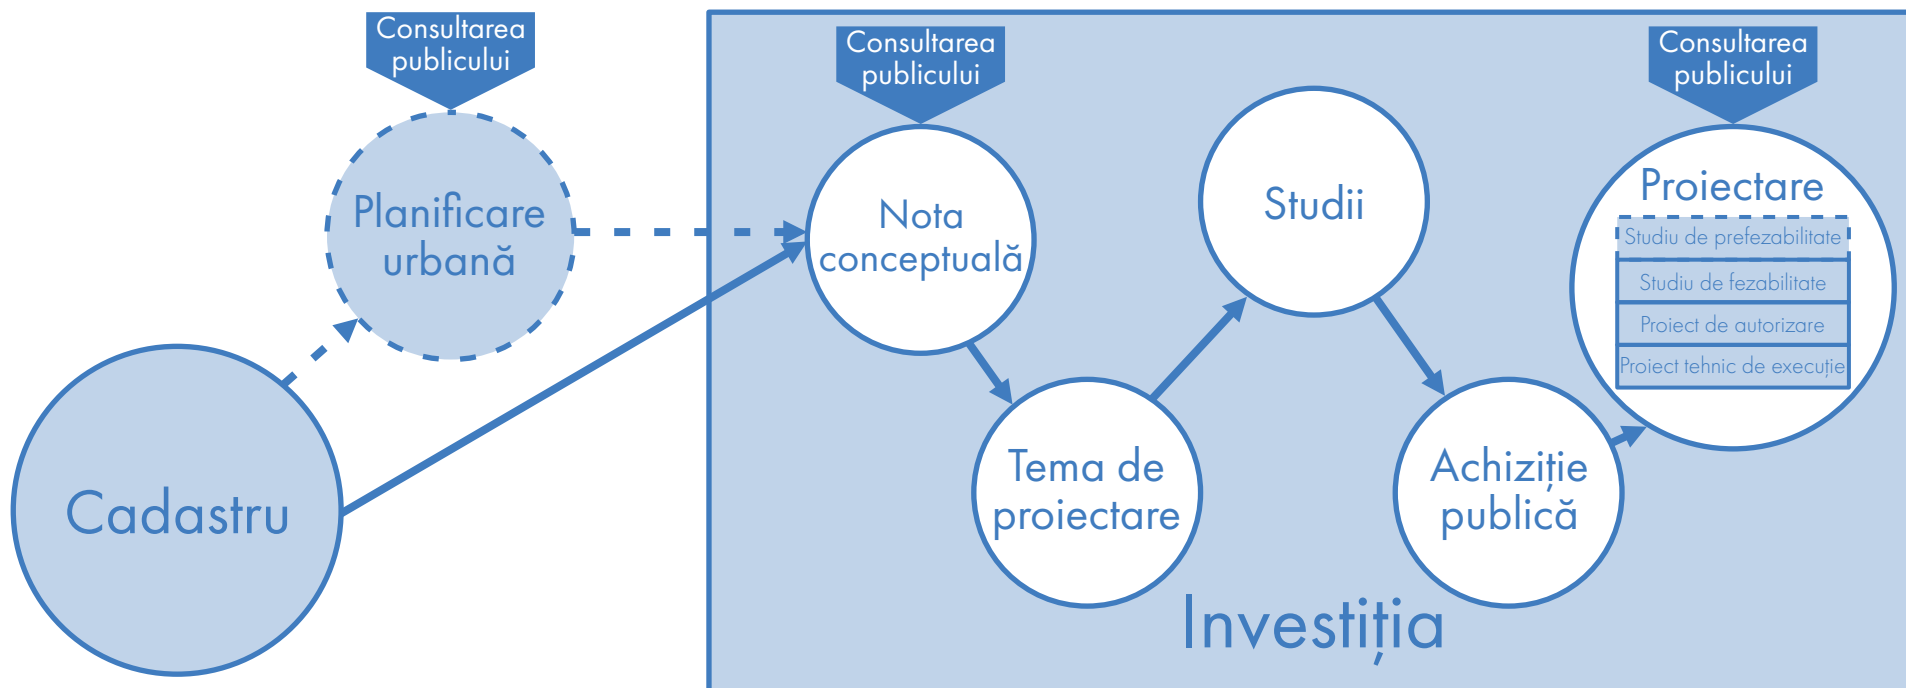 Consultarea
publicului
Planificare
urbană
Cadastru
Consultarea
publicului
Nota
conceptuală
Tema de
proiectare
Studii
Achiziție
publică
Consultarea
publicului
Proiectare
Studiu de prefezabilitate
Studiu de fezabilitate
Proiect de autorizare
Proiect tehnic de execuție
Investiția